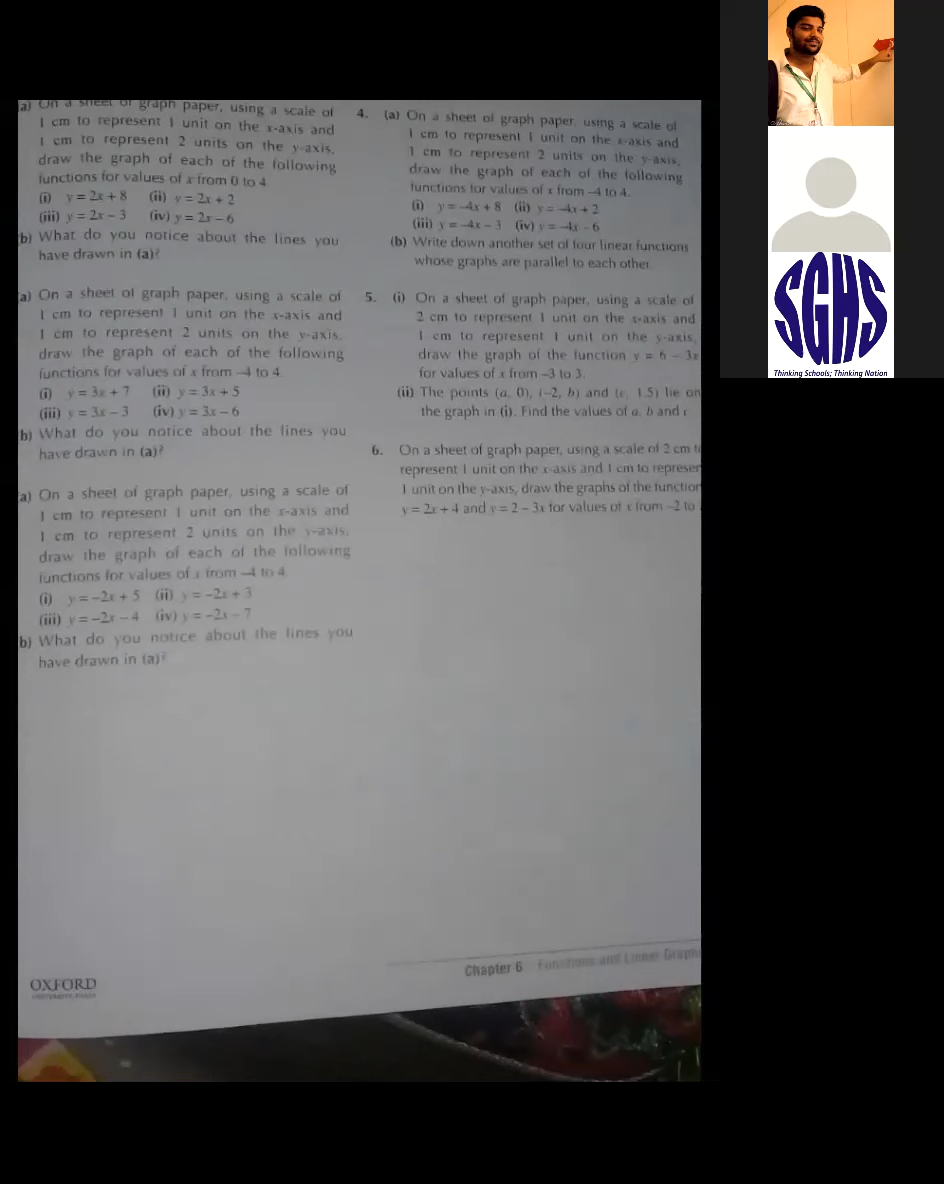 a) On a sheet of graph paper, using a scale of
1 cm to represent 1 unit on the x-axis and
1 cm to represent 2 units on the y-axis,
draw the graph of each of the following
functions for values of x from 0 to 4.
(i) y = 2x + 8 (ii) y = 2x + 2
(iii) y = 2x – 3 (iv) y = 2x – 6
b) What do you notice about the lines you
have drawn in (a)?
a) On a sheet of graph paper, using a scale of
1 cm to represent 1 unit on the x-axis and
1 cm to represent 2 units on the y-axis,
draw the graph of each of the following
functions for values of x from –4 to 4.
(i) y = 3x + 7 (ii) y = 3x + 5
(iii) y = 3x – 3 (iv) y = 3x – 6
b) What do you notice about the lines you
have drawn in (a)?
a) On a sheet of graph paper, using a scale of
1 cm to represent 1 unit on the x-axis and
1 cm to represent 2 units on the y-axis,
draw the graph of each of the following
functions for values of x from –4 to 4.
(i) y = –2x + 5 (ii) y = –2x + 3
(iii) y = –2x – 4 (iv) y = –2x – 7
b) What do you notice about the lines you
have drawn in (a)?
4. (a) On a sheet of graph paper, using a scale of
1 cm to represent 1 unit on the x-axis and
1 cm to represent 2 units on the y-axis,
draw the graph of each of the following
functions for values of x from –4 to 4.
(i) y = –4x + 8 (ii) y = –4x + 2
(iii) y = –4x – 3 (iv) y = –4x – 6
(b) Write down another set of four linear functions
whose graphs are parallel to each other.
5. (i) On a sheet of graph paper, using a scale of
2 cm to represent 1 unit on the x-axis and
1 cm to represent 1 unit on the y-axis,
draw the graph of the function y = 6 – 3x
for values of x from –3 to 3.
(ii) The points (a, 0), (–2, b) and (c, 1.5) lie on
the graph in (i). Find the values of a, b and c
6. On a sheet of graph paper, using a scale of 2 cm t
represent 1 unit on the x-axis and 1 cm to represen
1 unit on the y-axis, draw the graphs of the function
y = 2x + 4 and y = 2 – 3x for values of x from –2 to
OXFORD
UNIVERSITY PRESS
Chapter 6 Functions and Linear Graph
SGHS
Thinking Schools; Thinking Nation